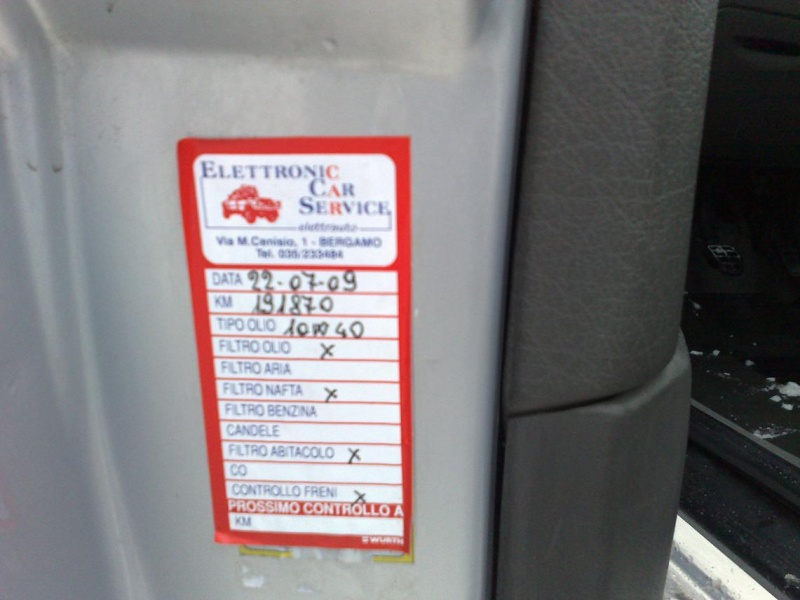 ELETTRONIC
CAR
SERVICE
elettrauto
Via M.Cenisio, 1 - BERGAMO
Tel. 035/233484
DATA 22-07-09
KM 191870
TIPO OLIO 10W40
FILTRO OLIO X
FILTRO ARIA
FILTRO NAFTA X
FILTRO BENZINA
CANDELE
FILTRO ABITACOLO X
CO
CONTROLLO FRENI X
PROSSIMO CONTROLLO A
KM
WÜRTH